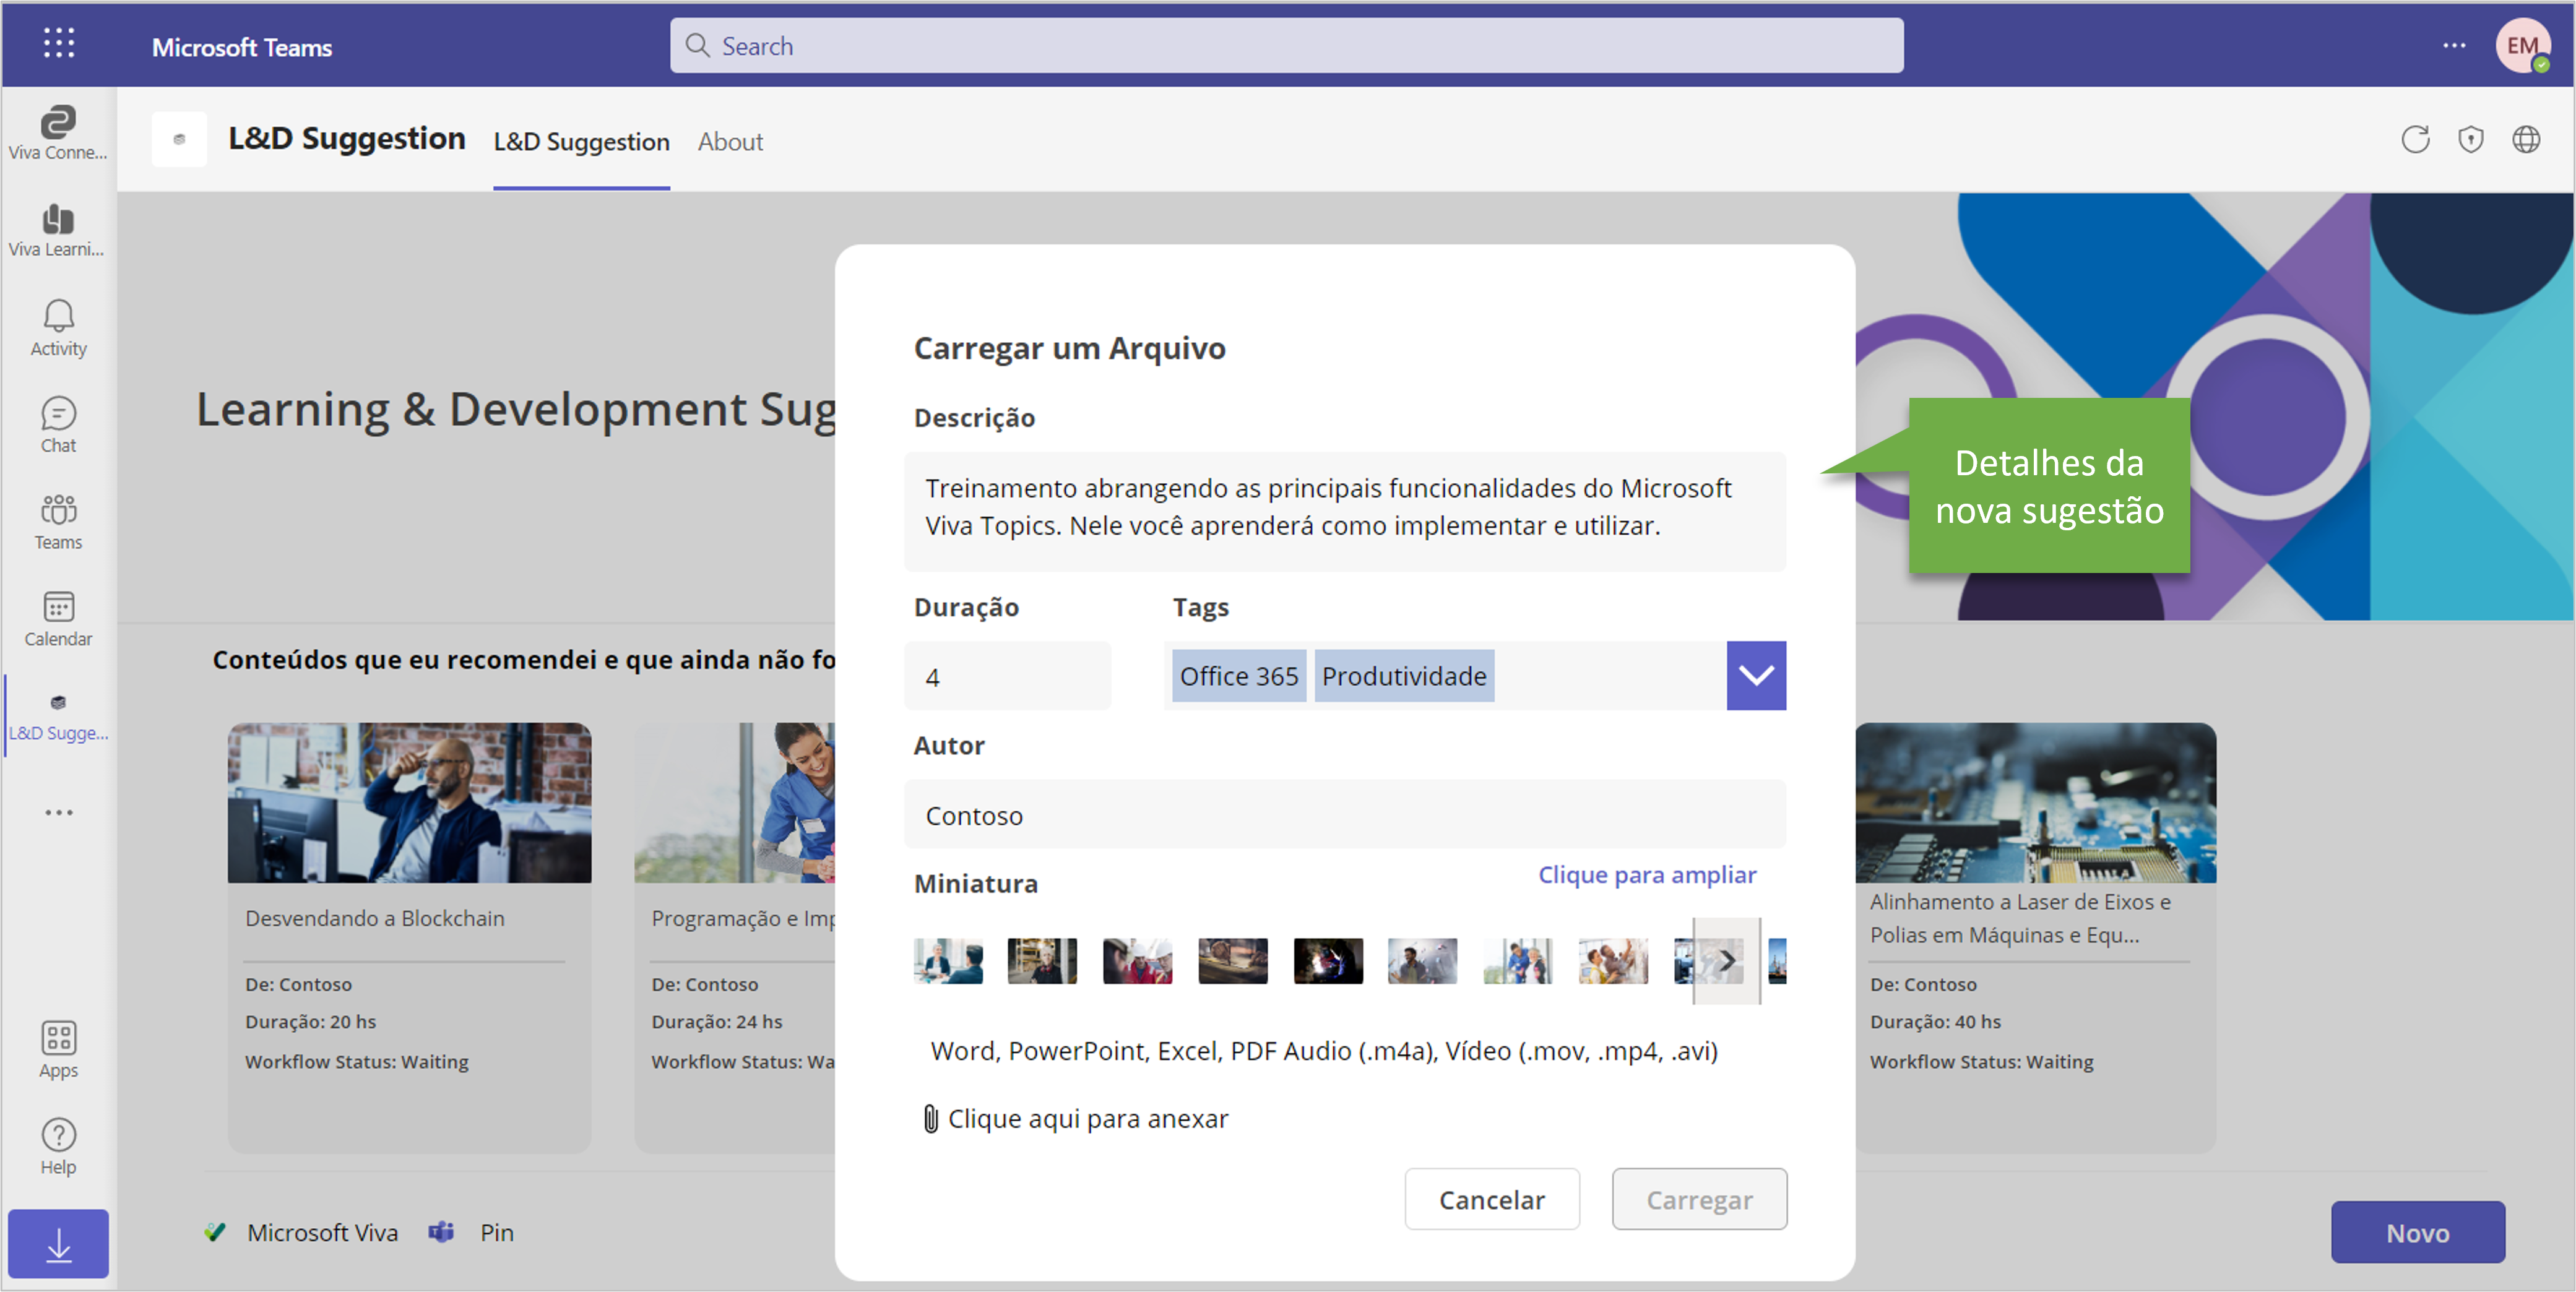 Microsoft Teams
Search
EM
Viva Conne...
Viva Learni...
Activity
Chat
Teams
Calendar
L&D Sugge...
Apps
Help
L&D Suggestion
L&D Suggestion
About
Learning & Development Sug
Conteúdos que eu recomendei e que ainda não fo
Desvendando a Blockchain
De: Contoso
Duração: 20 hs
Workflow Status: Waiting
Programação e Imp
De: Contoso
Duração: 24 hs
Workflow Status: Wa
Carregar um Arquivo
Descrição
Treinamento abrangendo as principais funcionalidades do Microsoft
Viva Topics. Nele você aprenderá como implementar e utilizar.
Duração
Tags
4
Office 365
Produtividade
Autor
Contoso
Miniatura
Clique para ampliar
Word, PowerPoint, Excel, PDF Audio (.m4a), Vídeo (.mov, .mp4, .avi)
Clique aqui para anexar
Cancelar
Carregar
Detalhes da
nova sugestão
Alinhamento a Laser de Eixos e
Polias em Máquinas e Equ...
De: Contoso
Duração: 40 hs
Workflow Status: Waiting
Microsoft Viva
Pin
Novo